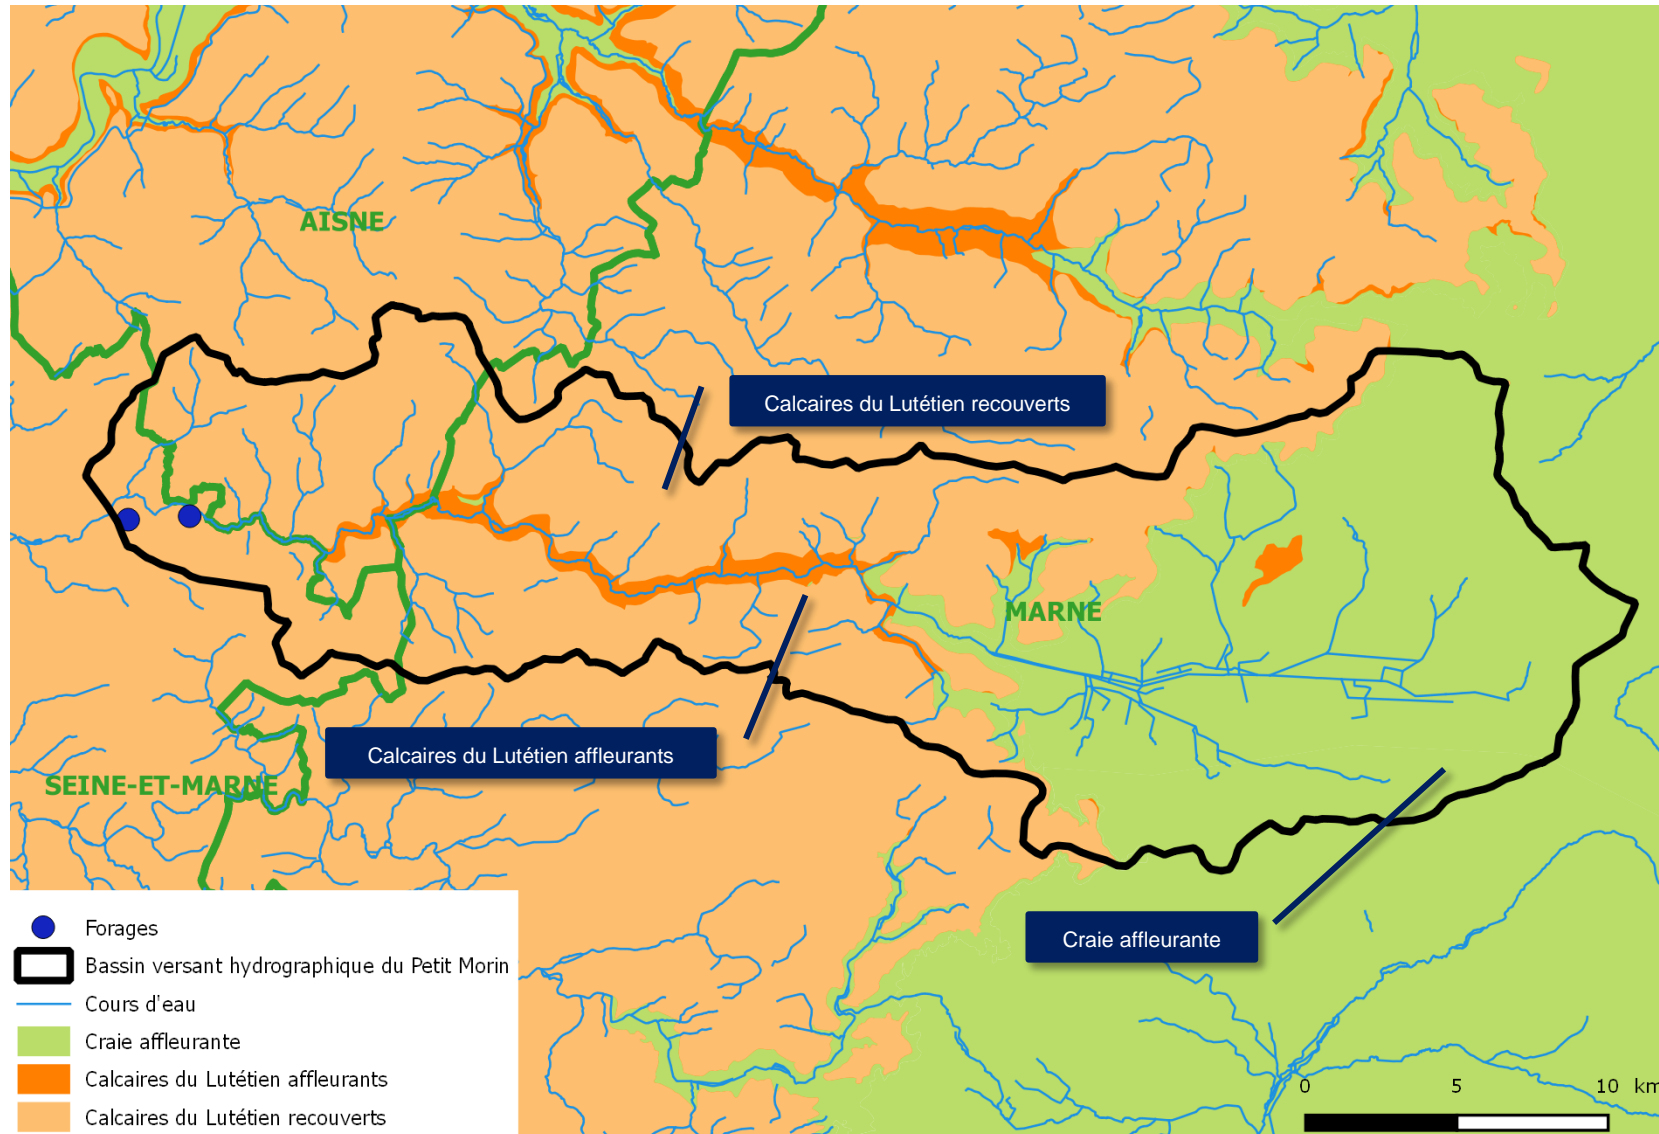 AISNE
Calcaires du Lutétien recouverts
MARNE
Calcaires du Lutétien affleurants
SEINE-ET-MARNE
Craie affleurante
Forages
Bassin versant hydrographique du Petit Morin
Cours d'eau
Craie affleurante
Calcaires du Lutétien affleurants
Calcaires du Lutétien recouverts
0 5 10 km